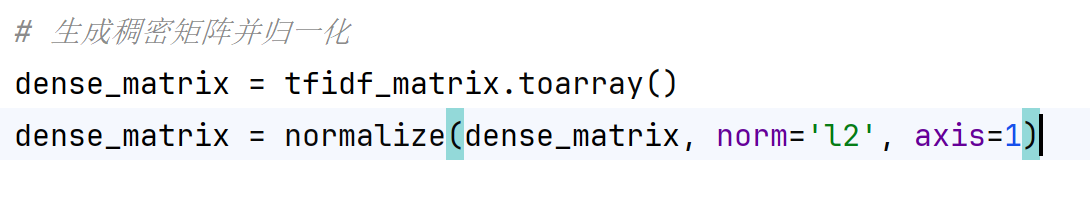 # 生成稠密矩阵并归一化
dense_matrix = tfidf_matrix.toarray()
dense_matrix = normalize(dense_matrix, norm='l2', axis=1)